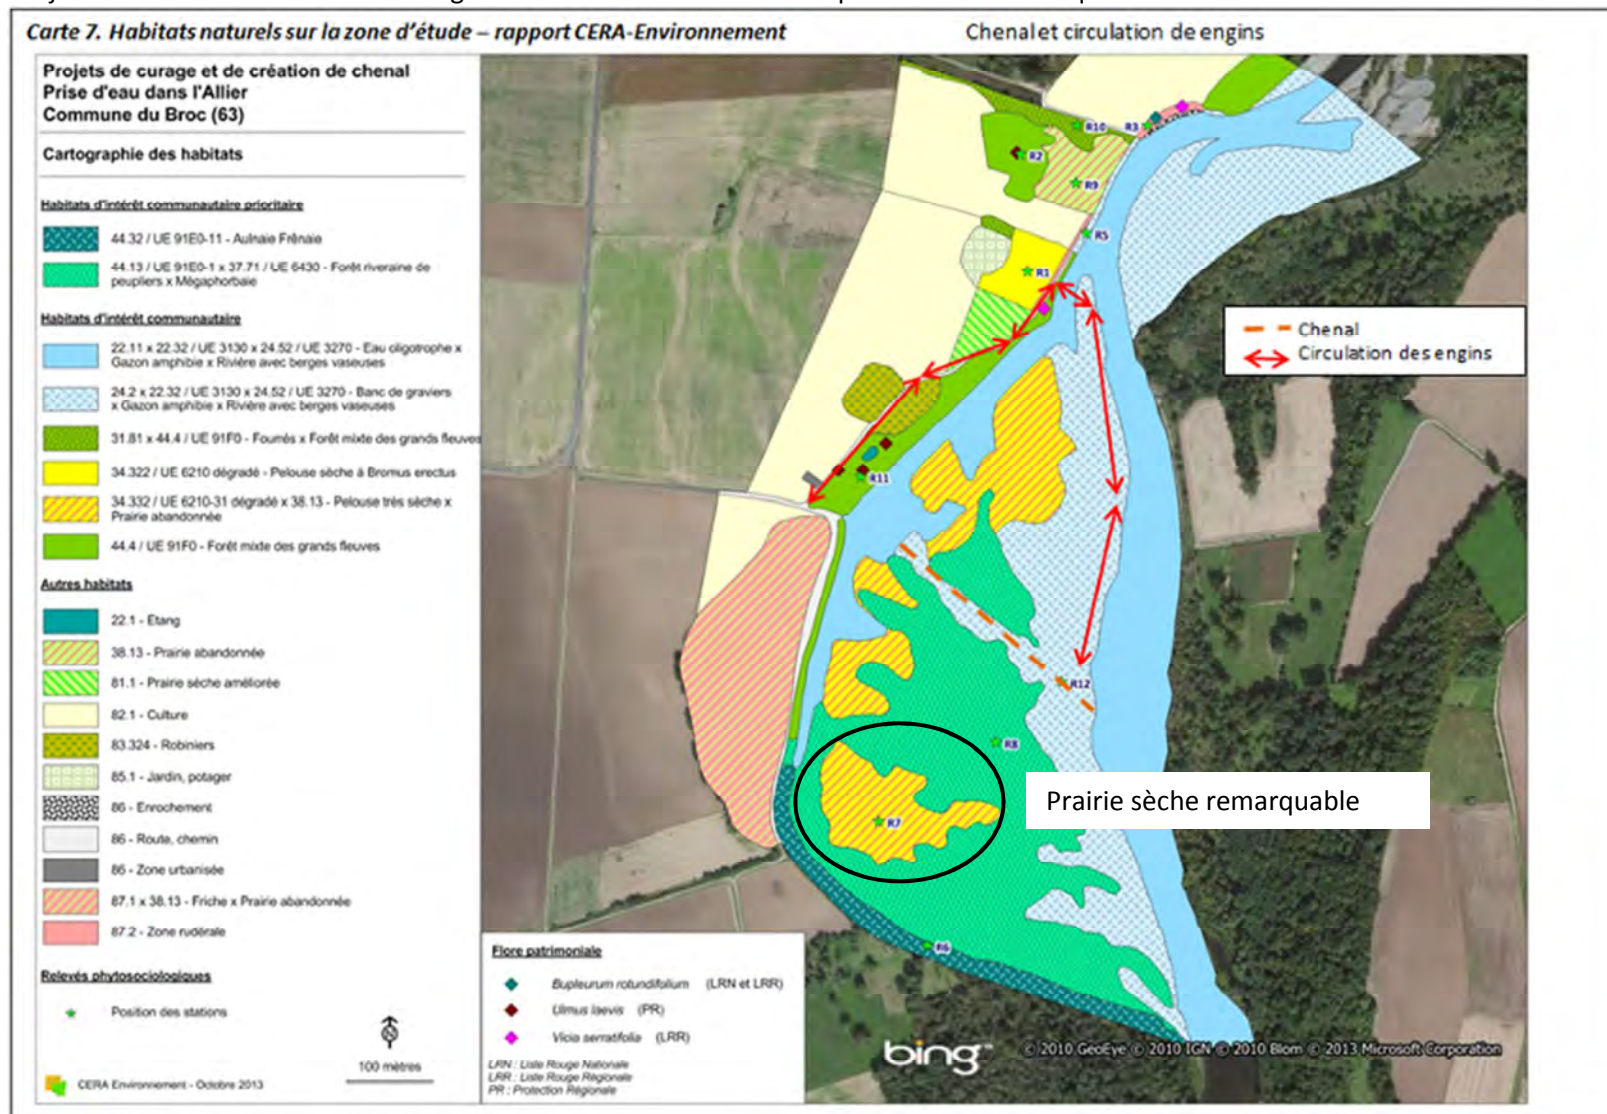 Carte 7. Habitats naturels sur la zone d'étude – rapport CERA-Environnement
Chenal et circulation de engins
Projets de curage et de création de chenal
Prise d'eau dans l'Allier
Commune du Broc (63)
Cartographie des habitats
Habitats d'intérêt communautaire prioritaire
44.32 / UE 91E0-11 - Aulnaie Frênaie
44.13 / UE 91E0-1 x 37.71 / UE 6430 - Forêt riveraine de
peupliers x Mégaphorbaie
Habitats d'intérêt communautaire
22.11 x 22.32 / UE 3130 x 24.52 / UE 3270 - Eau oligotrophe x
Gazon amphibie x Rivière avec berges vaseuses
24.2 x 22.32 / UE 3130 x 24.52 / UE 3270 - Banc de graviers
x Gazon amphibie x Rivière avec berges vaseuses
31.81 x 44.4 / UE 91F0 - Fourrés x Forêt mixte des grands fleuves
34.322 / UE 6210 dégradé - Pelouse sèche à Bromus erectus
34.332 / UE 6210-31 dégradé x 38.13 - Pelouse très sèche x
Prairie abandonnée
44.4 / UE 91F0 - Forêt mixte des grands fleuves
Autres habitats
22.1 - Etang
38.13 - Prairie abandonnée
81.1 - Prairie sèche améliorée
82.1 - Culture
83.324 - Robiniers
85.1 - Jardin, potager
86 - Enrochement
86 - Route, chemin
86 - Zone urbanisée
87.1 x 38.13 - Friche x Prairie abandonnée
87.2 - Zone rudérale
Relevés phytosociologiques
Position des stations
N
100 mètres
CERA Environnement - Octobre 2013
R10
R3
R2
R9
R5
R1
R11
R12
R8
R7
R6
Chenal
Circulation des engins
Prairie sèche remarquable
Flore patrimoniale
Bupleurum rotundifolium (LRN et LRR)
Ulmus laevis (PR)
Vicia serratifolia (LRR)
LRN : Liste Rouge Nationale
LRR : Liste Rouge Régionale
PR : Protection Régionale
bing™
© 2010 GeoEye © 2010 IGN © 2010 Blom © 2013 Microsoft Corporation